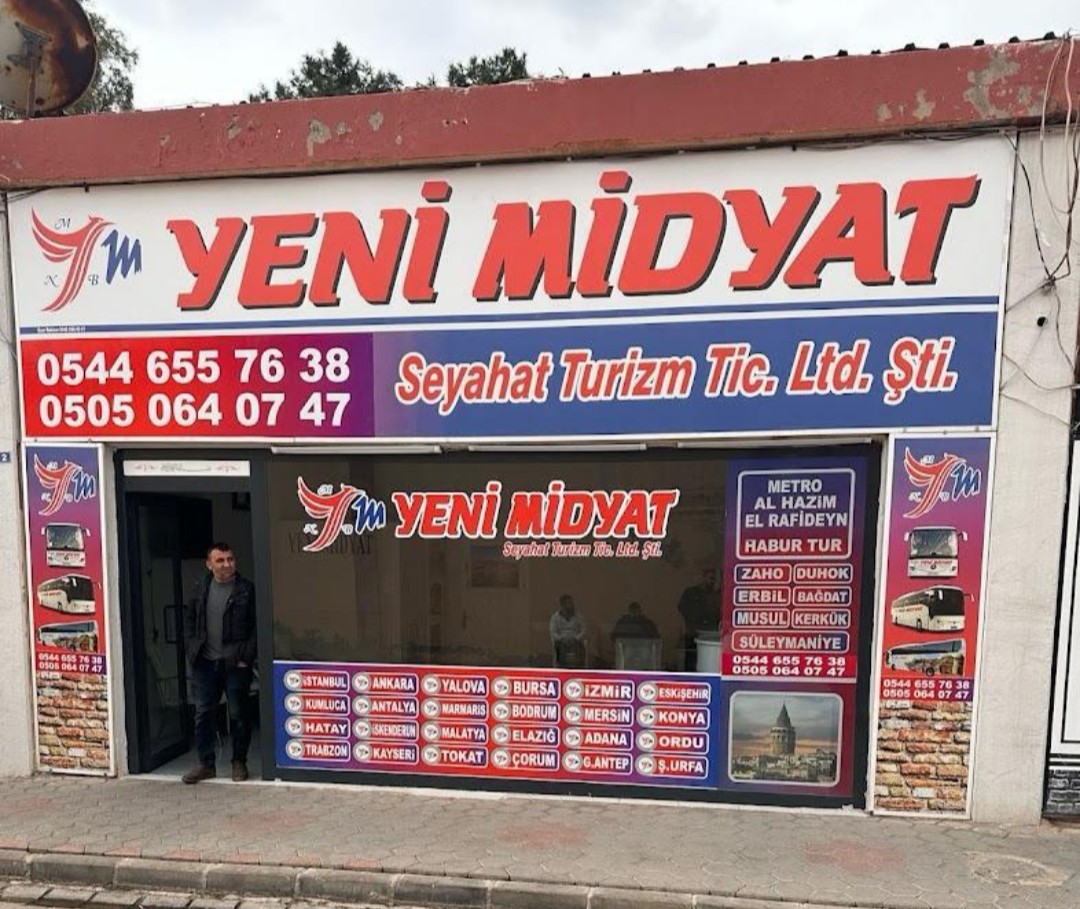 M
M
N B
YENİ MİDYAT
0544 655 76 38
0505 064 07 47
Seyahat Turizm Tic. Ltd. Şti.
M
M
N B
0544 655 76 38
0505 064 07 47
M
M
N B
YENİ MİDYAT
Seyahat Turizm Tic. Ltd. Şti.
METRO
AL HAZIM
EL RAFIDEYN
HABUR TUR
ZAHO DUHOK
ERBİL BAĞDAT
MUSUL KERKÜK
SÜLEYMANİYE
0544 655 76 38
0505 064 07 47
İSTANBUL ANKARA YALOVA BURSA İZMİR ESKİŞEHİR
KUMLUCA ANTALYA MARMARİS BODRUM MERSİN KONYA
HATAY İSKENDERUN MALATYA ELAZIĞ ADANA ORDU
TRABZON KAYSERİ TOKAT ÇORUM G.ANTEP Ş.URFA
M
M
N B
0544 655 76 38
0505 064 07 47
2